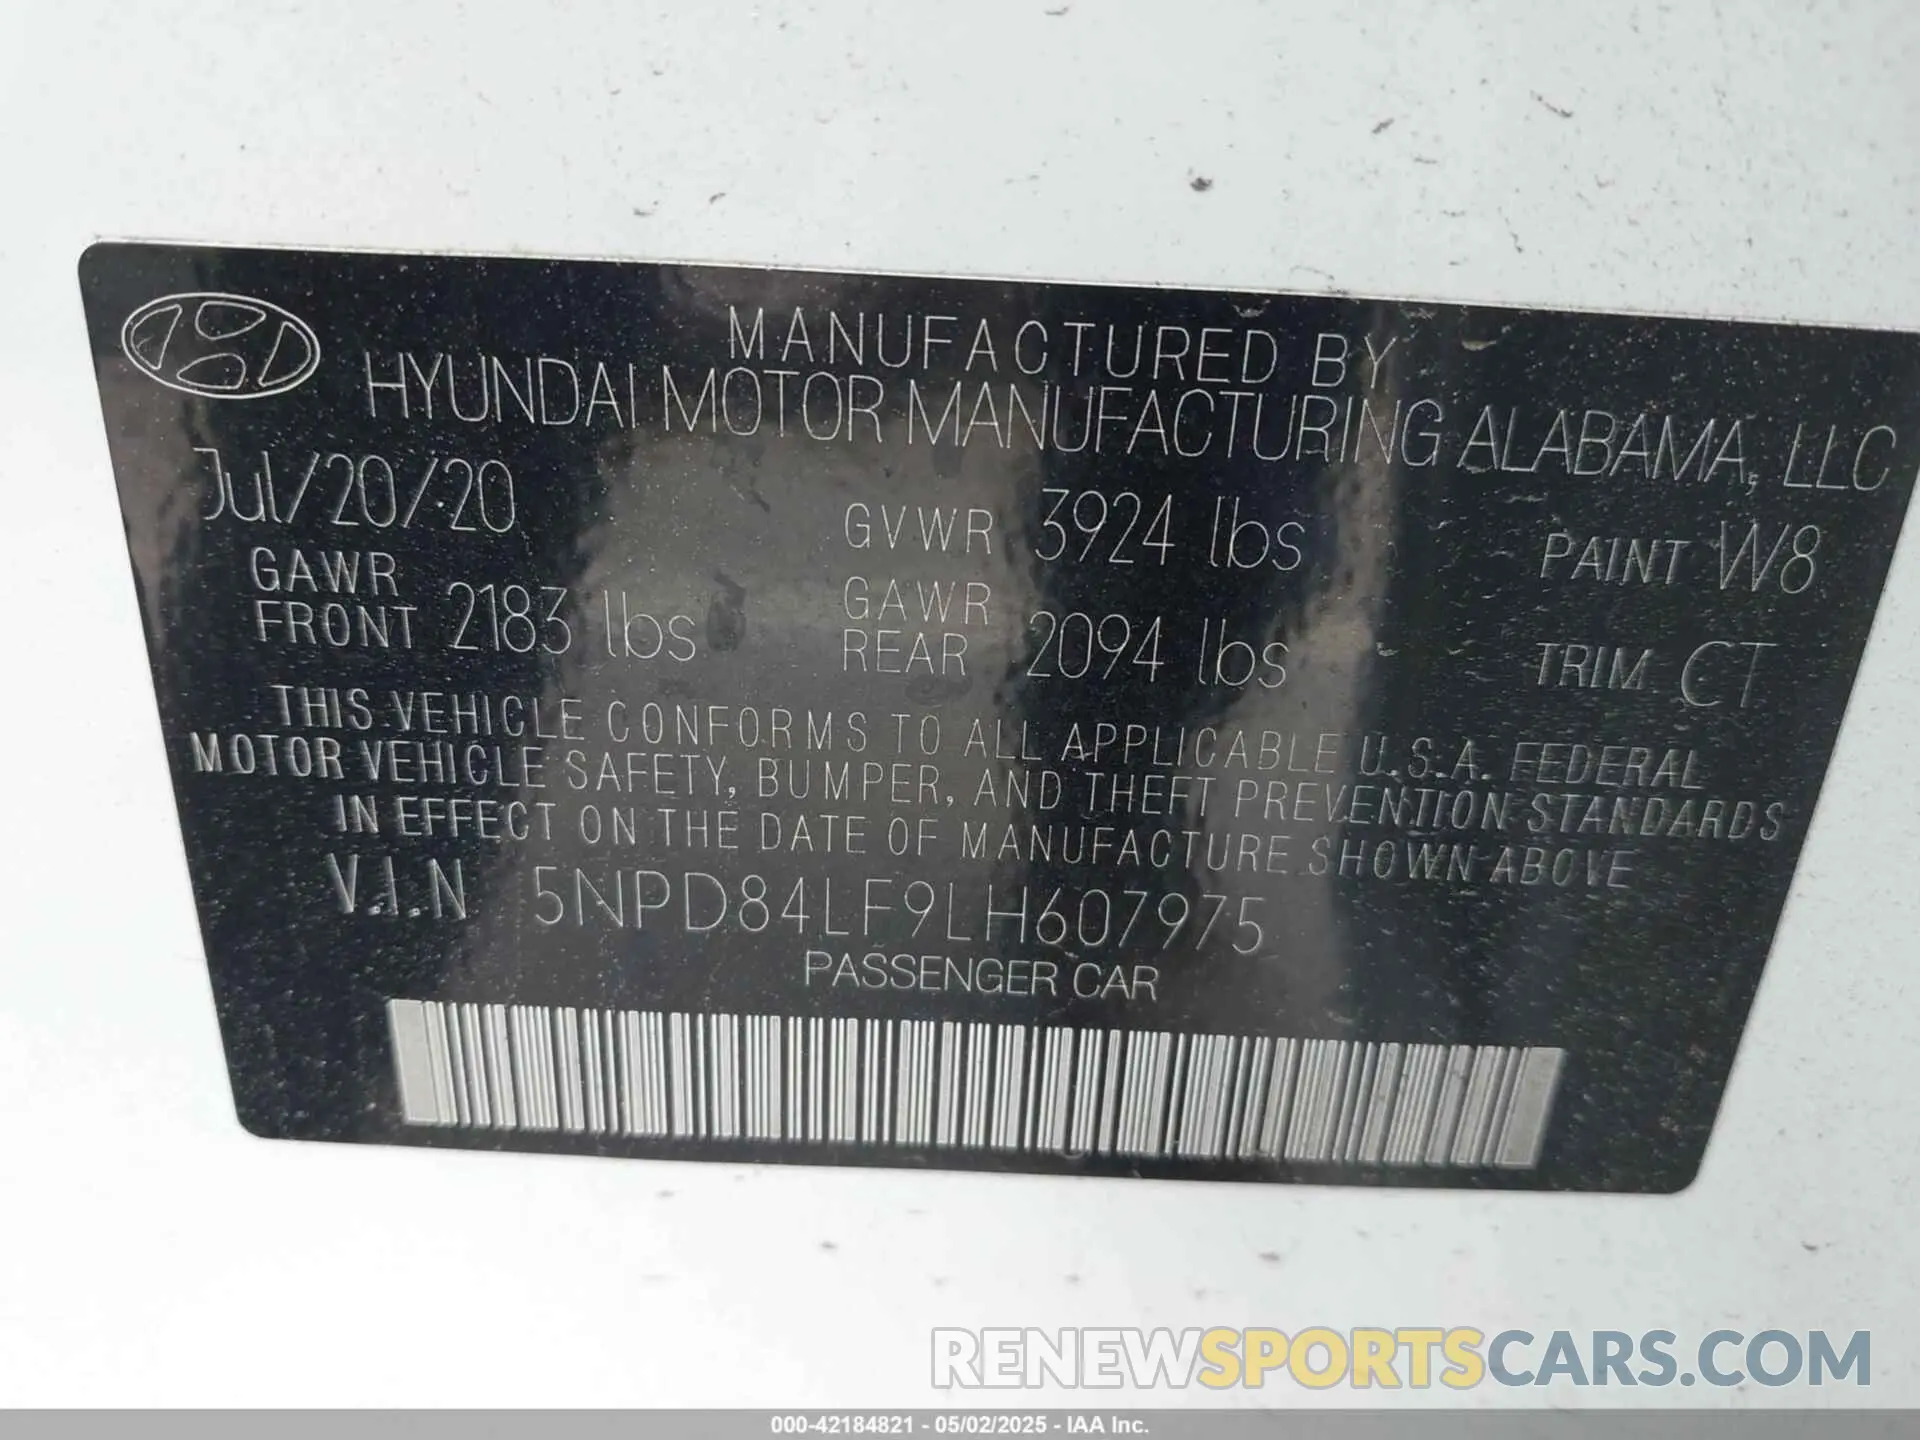 MANUFACTURED BY
HYUNDAI MOTOR MANUFACTURING ALABAMA, LLC
Jul/20/20 GVWR 3924 lbs PAINT W8
GAWR FRONT 2183 lbs GAWR REAR 2094 lbs TRIM CT
THIS VEHICLE CONFORMS TO ALL APPLICABLE U.S.A. FEDERAL
MOTOR VEHICLE SAFETY, BUMPER, AND THEFT PREVENTION STANDARDS
IN EFFECT ON THE DATE OF MANUFACTURE SHOWN ABOVE
V.I.N 5NPD84LF9LH607975
PASSENGER CAR
RENEWSPORTSCARS.COM
000-42184821 - 05/02/2025 - IAA Inc.